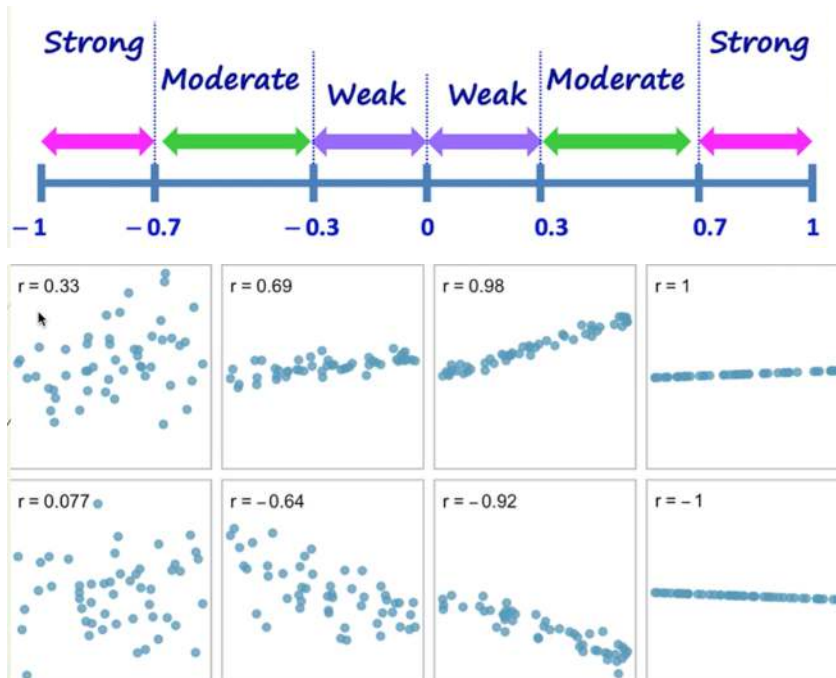 Strong Strong
Moderate Moderate
Weak Weak
−1 −0.7 −0.3 0 0.3 0.7 1
r = 0.33 r = 0.69 r = 0.98 r = 1
r = 0.077 r = −0.64 r = −0.92 r = −1